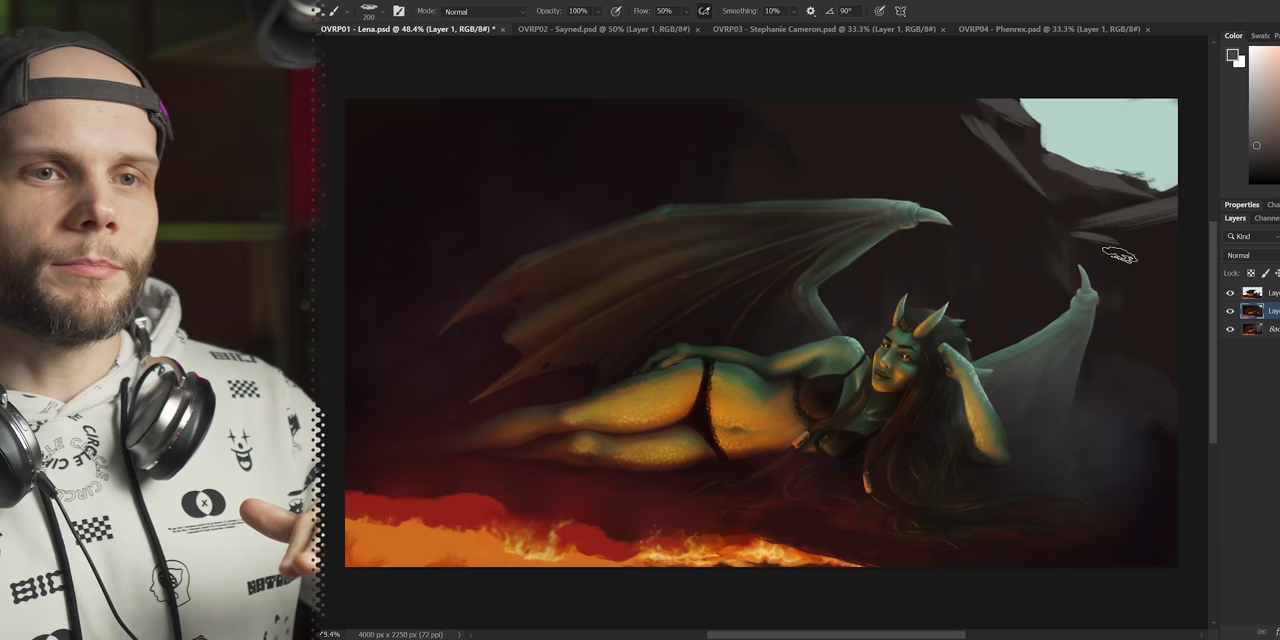 200
Mode: Normal
Opacity: 100%
Flow: 50%
Smoothing: 10%
90°
OVRP01 - Lena.psd @ 48.4% (Layer 1, RGB/8#) * ×
OVRP02 - Sayned.psd @ 50% (Layer 1, RGB/8#) ×
OVRP03 - Stephanie Cameron.psd @ 33.3% (Layer 1, RGB/8#) ×
OVRP04 - Phenrex.psd @ 33.3% (Layer 1, RGB/8#) ×
Color
Properties
Layers
Kind
Normal
Lock:
CIRCLE
4000 px x 2250 px (72 ppi)